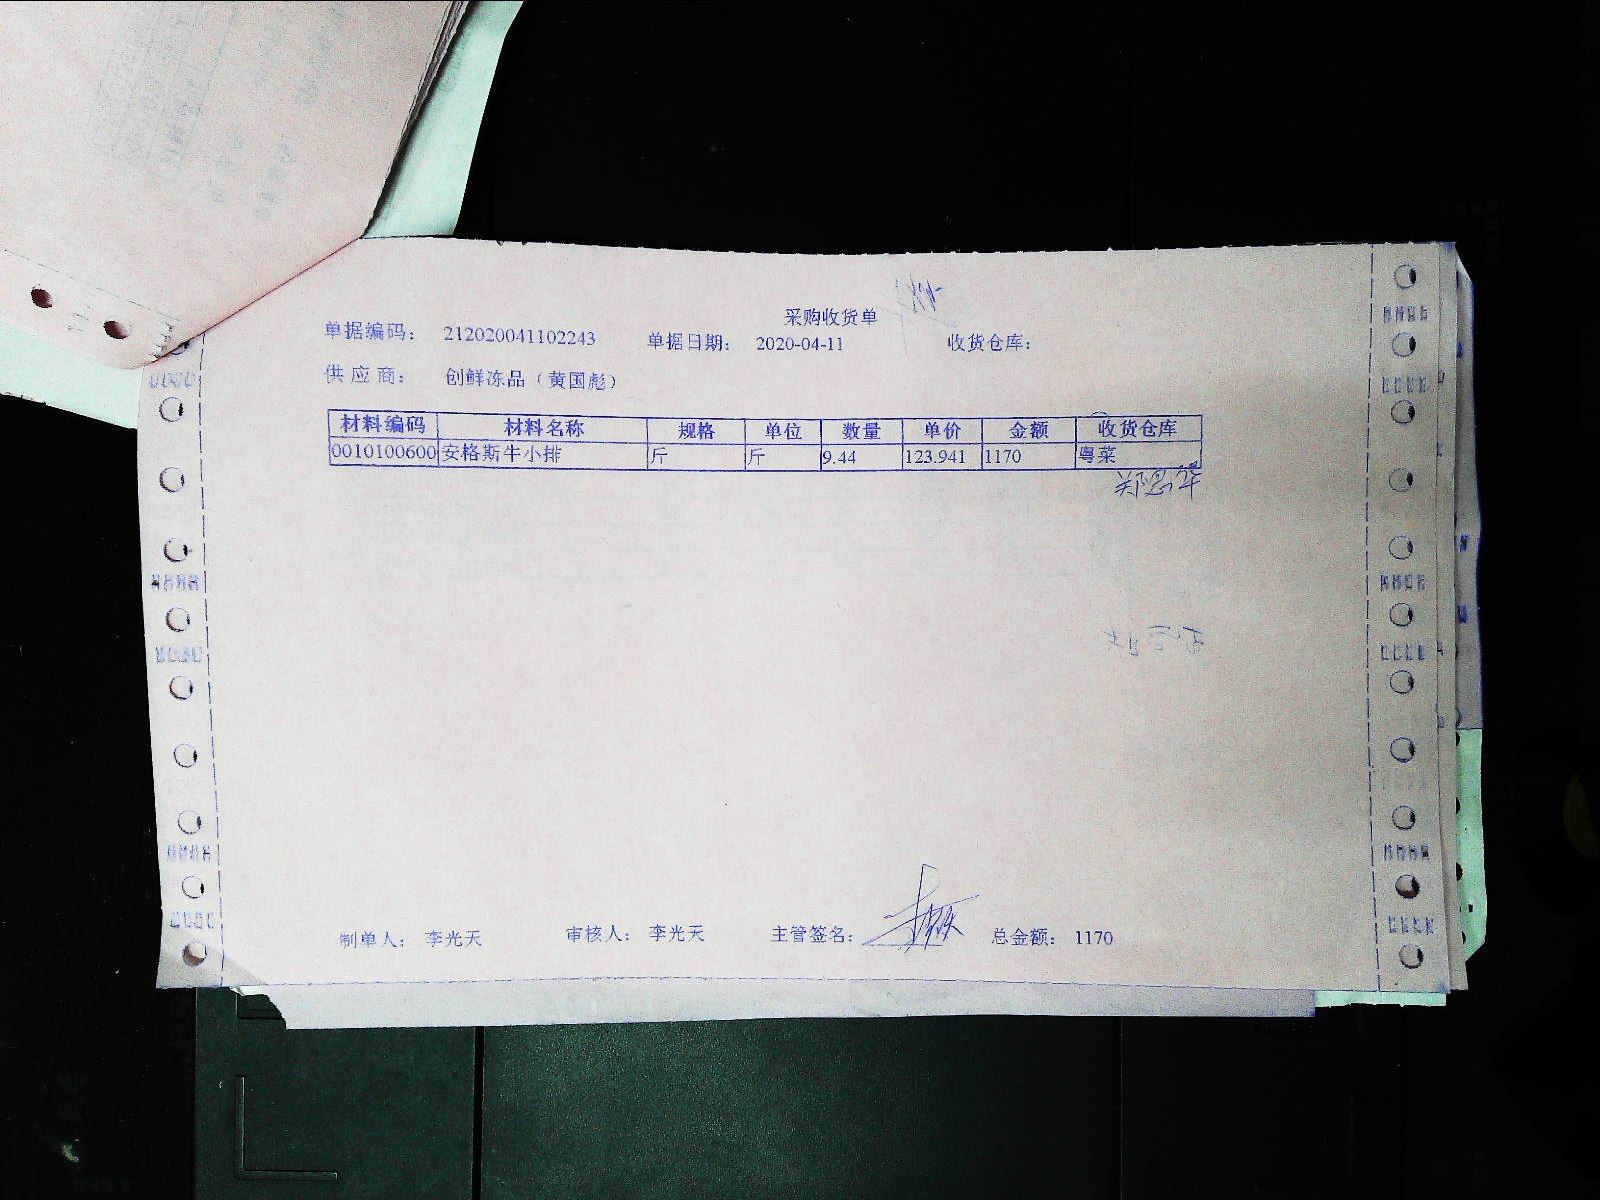 采购收货单
单据编码： 212020041102243 单据日期： 2020-04-11 收货仓库：
供应商： 创鲜冻品（黄国彪）
材料编码 材料名称 规格 单位 数量 单价 金额 收货仓库
0010100600 安格斯牛小排 斤 斤 9.44 123.941 1170 粤菜
制单人： 李光天 审核人： 李光天 主管签名： 总金额： 1170